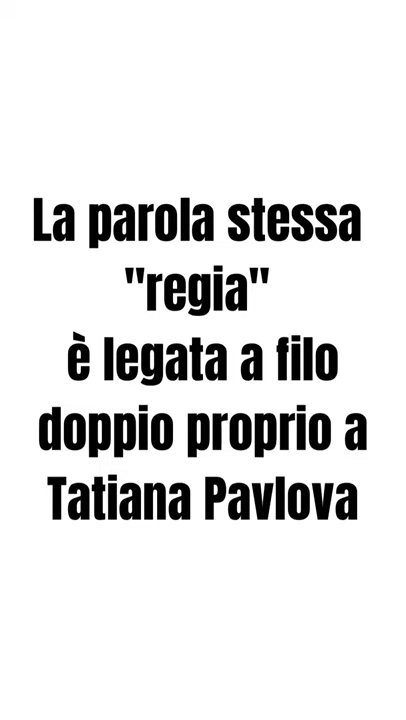 La parola stessa
"regia"
è legata a filo
doppio proprio a
Tatiana Pavlova